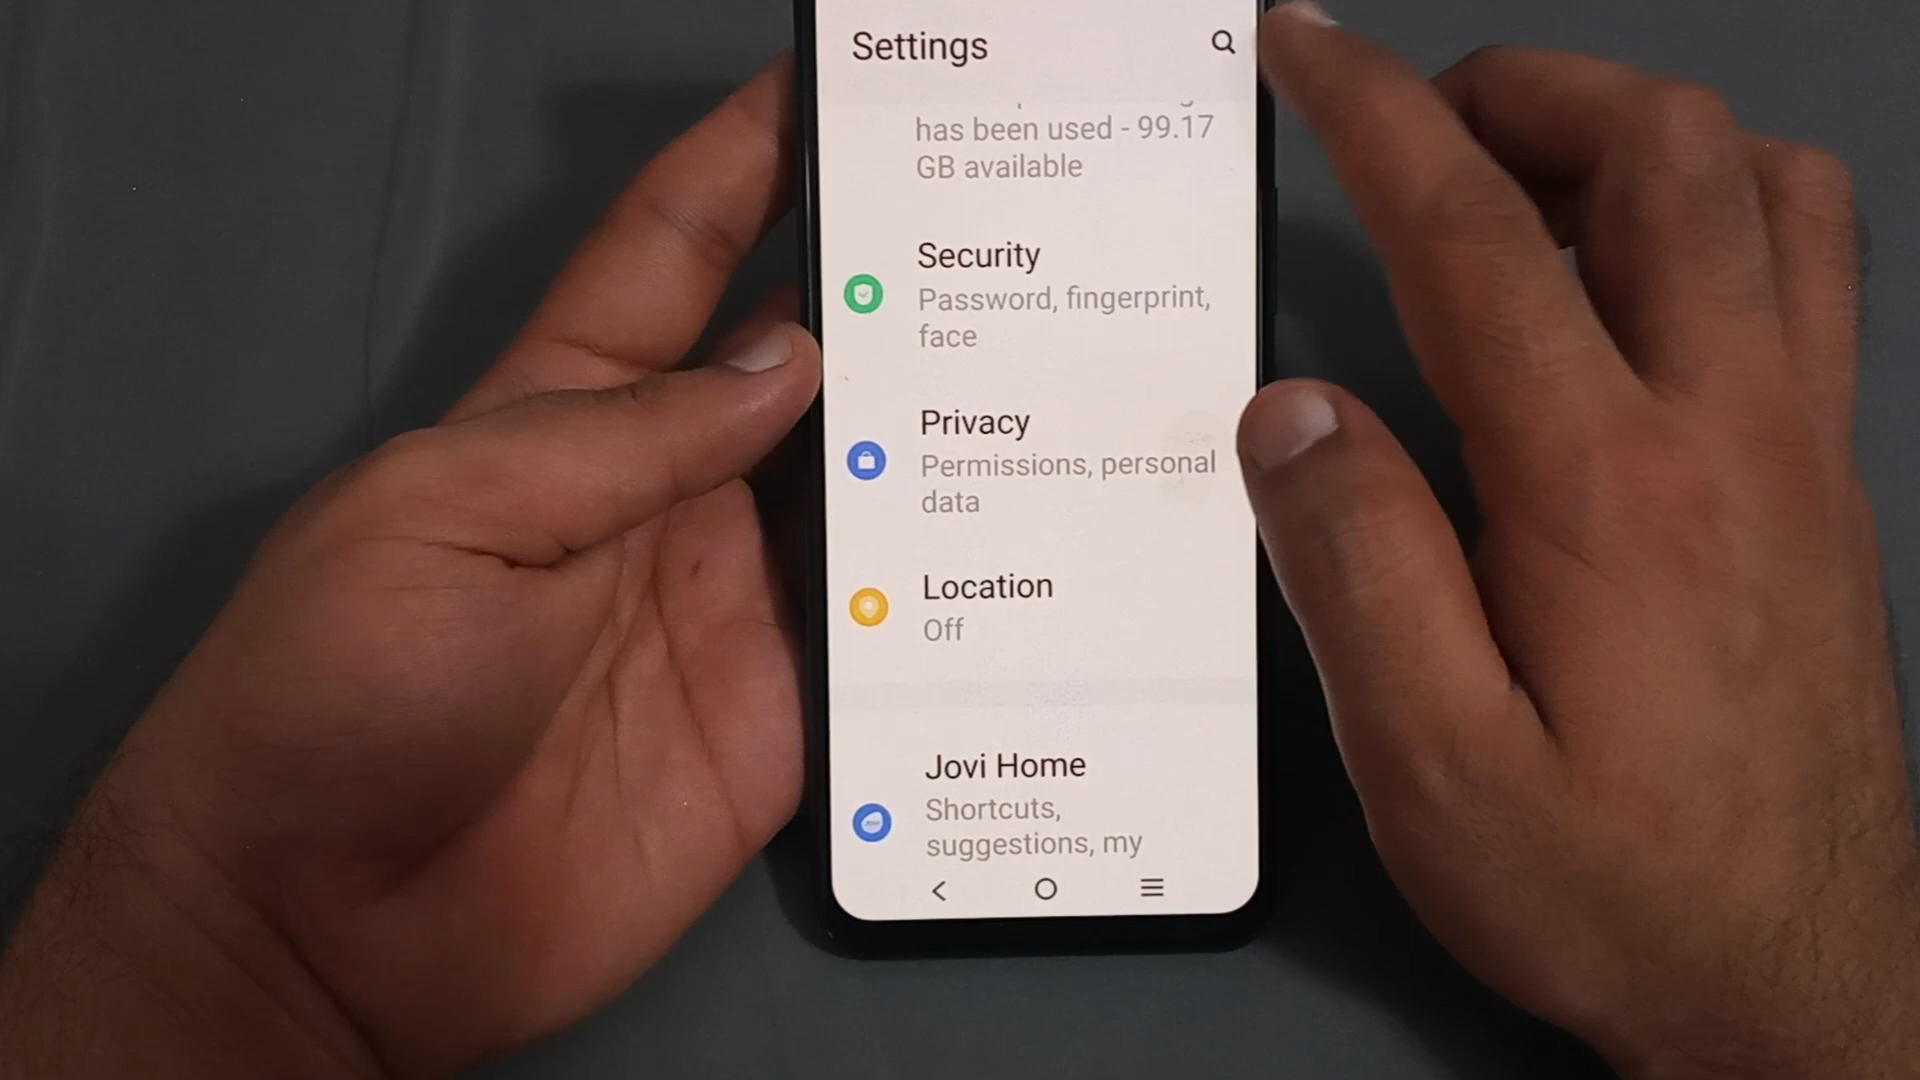 Settings
has been used - 99.17
GB available
Security
Password, fingerprint,
face
Privacy
Permissions, personal
data
Location
Off
Jovi Home
Shortcuts,
suggestions, my